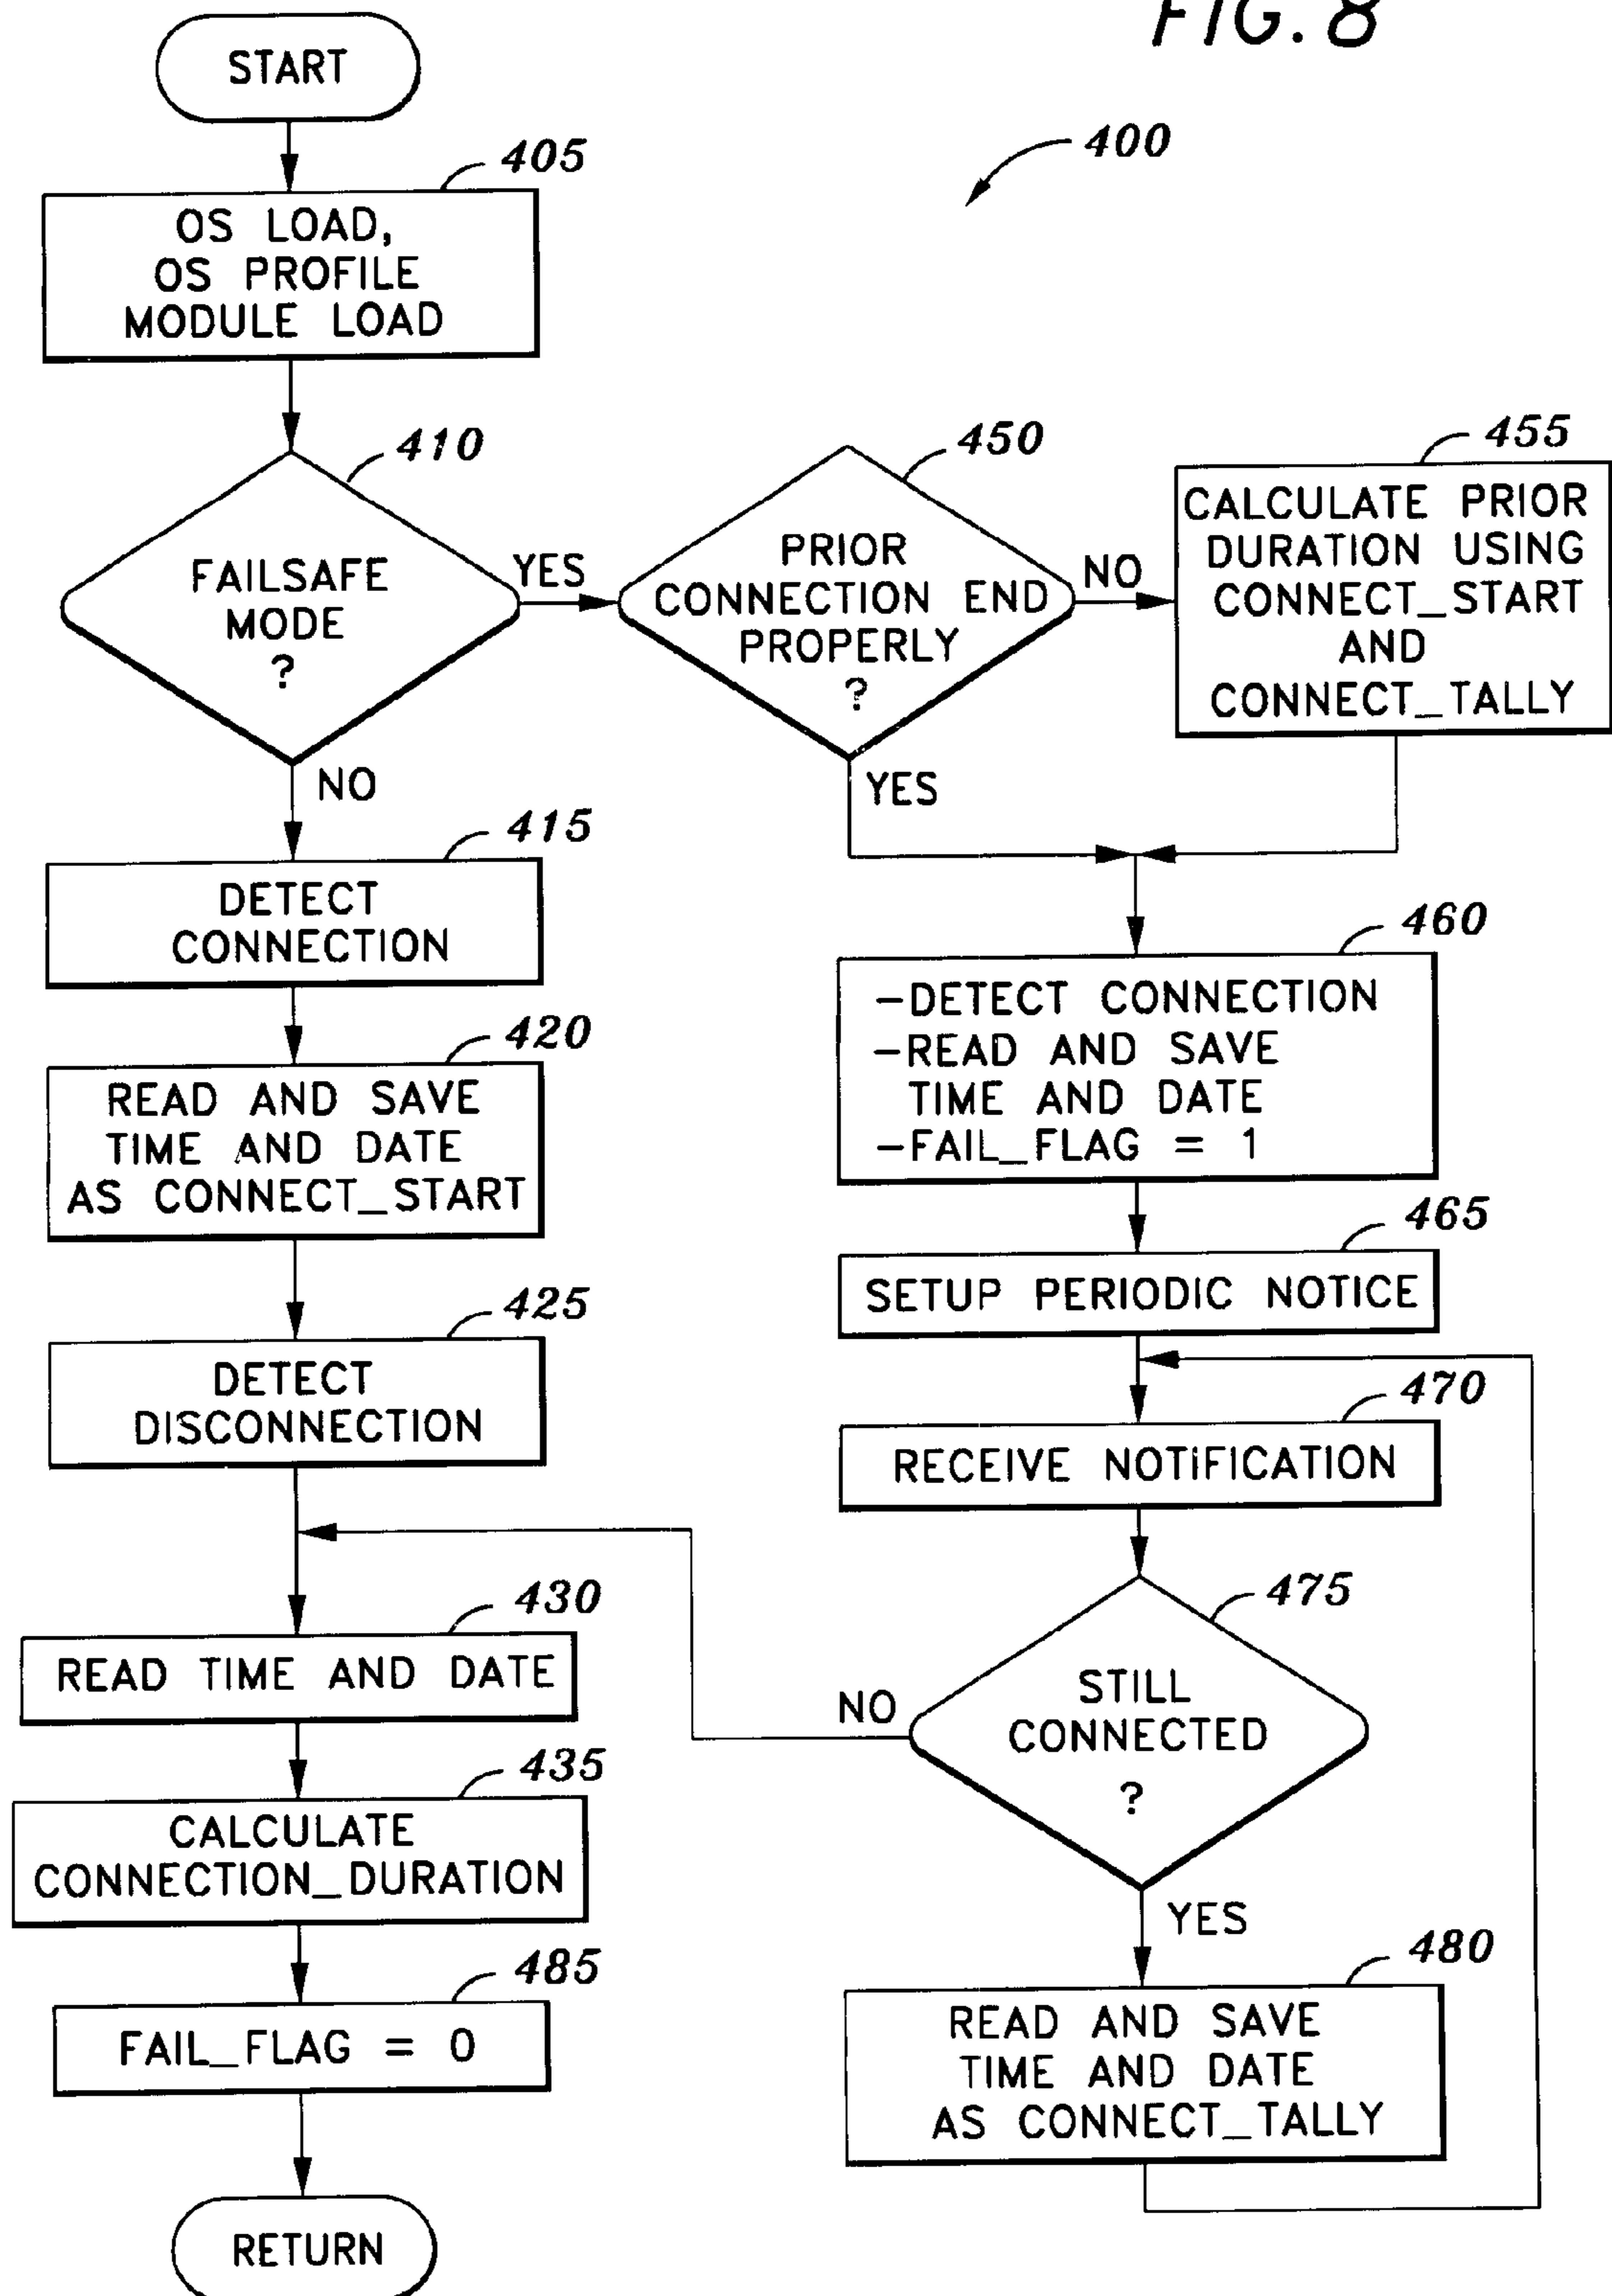 FIG. 8
START
400
405
OS LOAD,
OS PROFILE
MODULE LOAD
410
FAILSAFE
MODE
?
YES
NO
450
PRIOR
CONNECTION END
PROPERLY
?
NO
YES
455
CALCULATE PRIOR
DURATION USING
CONNECT_START
AND
CONNECT_TALLY
415
DETECT
CONNECTION
420
READ AND SAVE
TIME AND DATE
AS CONNECT_START
425
DETECT
DISCONNECTION
430
READ TIME AND DATE
435
CALCULATE
CONNECTION_DURATION
485
FAIL_FLAG = 0
RETURN
460
-DETECT CONNECTION
-READ AND SAVE
TIME AND DATE
-FAIL_FLAG = 1
465
SETUP PERIODIC NOTICE
470
RECEIVE NOTIFICATION
475
STILL
CONNECTED
?
NO
YES
480
READ AND SAVE
TIME AND DATE
AS CONNECT_TALLY